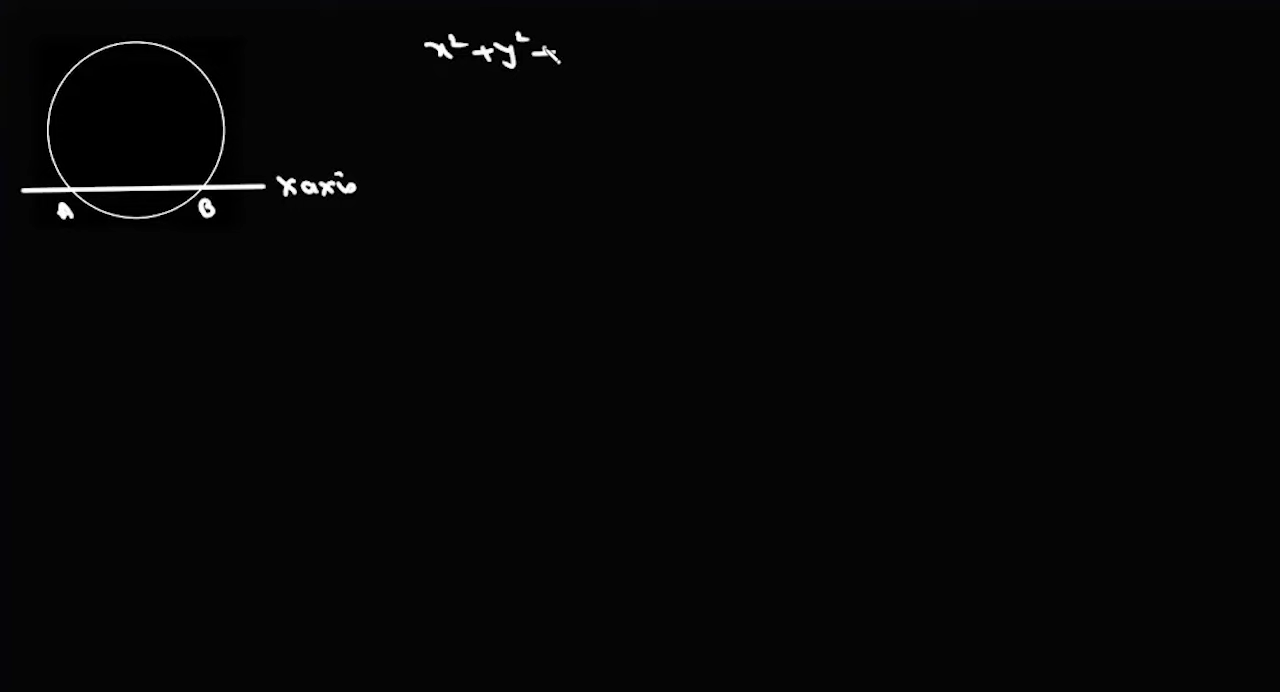 x² + y² +
x axis
A B